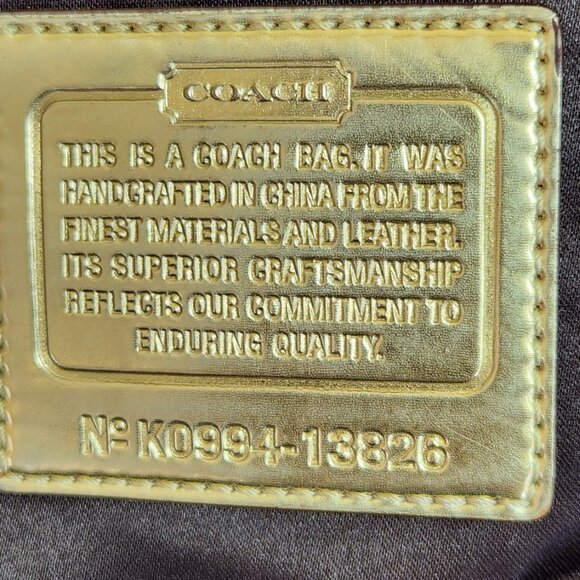 COACH
THIS IS A COACH BAG. IT WAS
HANDCRAFTED IN CHINA FROM THE
FINEST MATERIALS AND LEATHER.
ITS SUPERIOR CRAFTSMANSHIP
REFLECTS OUR COMMITMENT TO
ENDURING QUALITY.
Nº K0994-13826